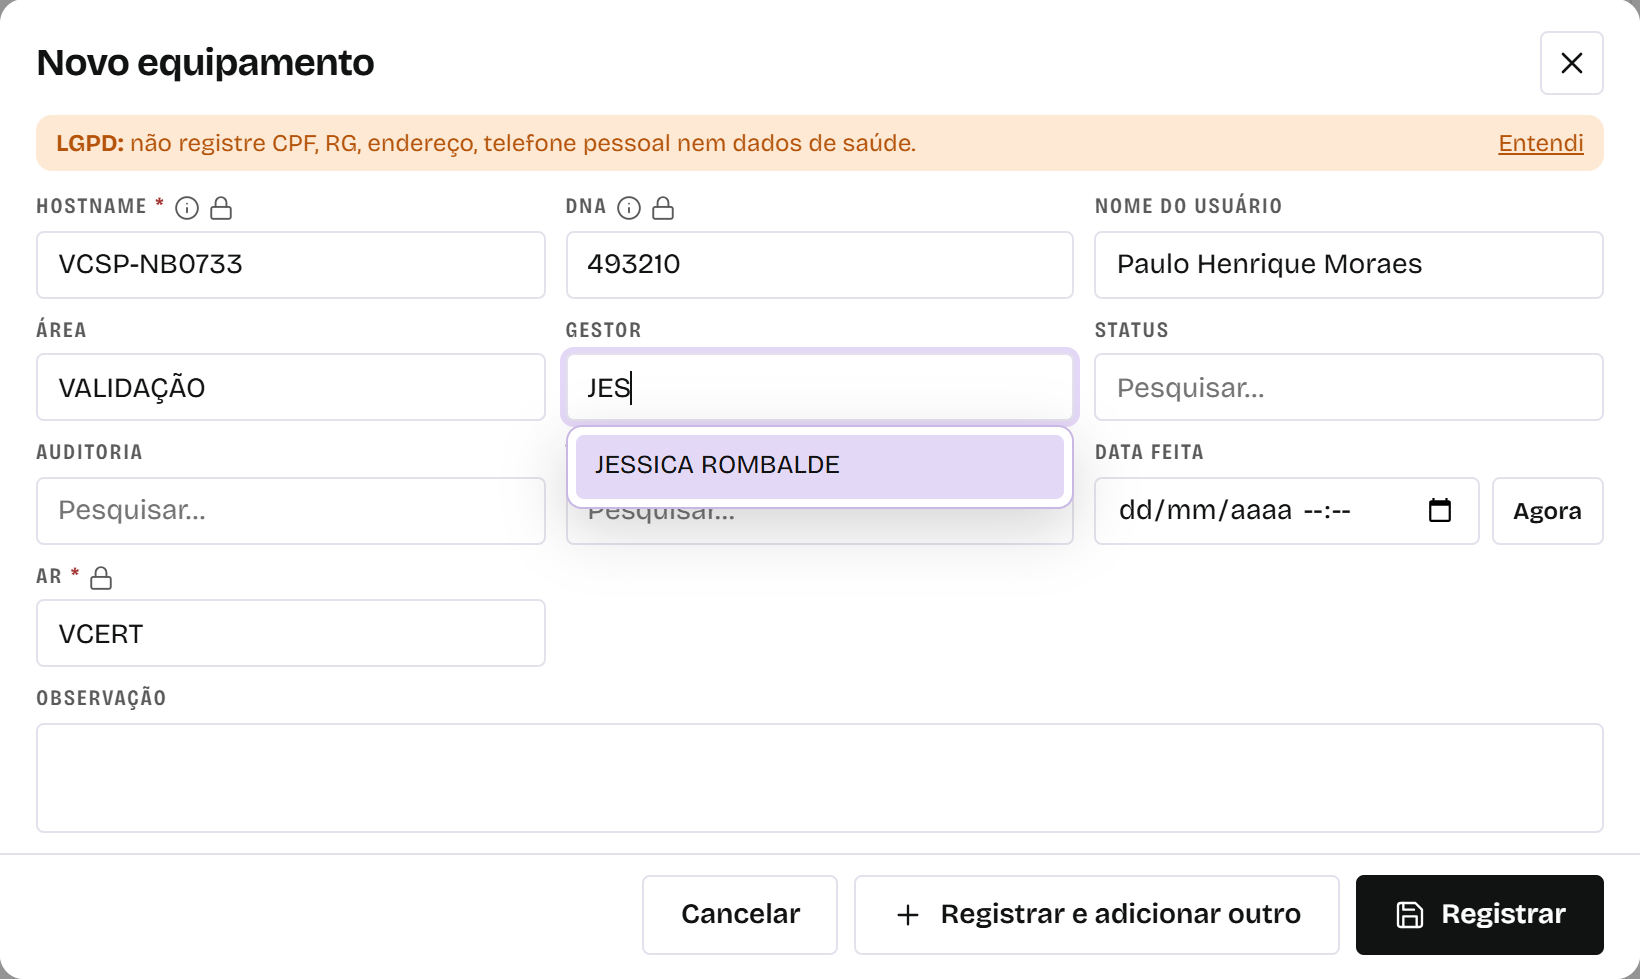 Novo equipamento
LGPD: não registre CPF, RG, endereço, telefone pessoal nem dados de saúde.
Entendi
HOSTNAME *
DNA
NOME DO USUÁRIO
VCSP-NB0733
493210
Paulo Henrique Moraes
ÁREA
GESTOR
STATUS
VALIDAÇÃO
JES
Pesquisar...
JESSICA ROMBALDE
AUDITORIA
DATA FEITA
Pesquisar...
Pesquisar...
dd/mm/aaaa --:--
Agora
AR *
VCERT
OBSERVAÇÃO
Cancelar
+ Registrar e adicionar outro
Registrar